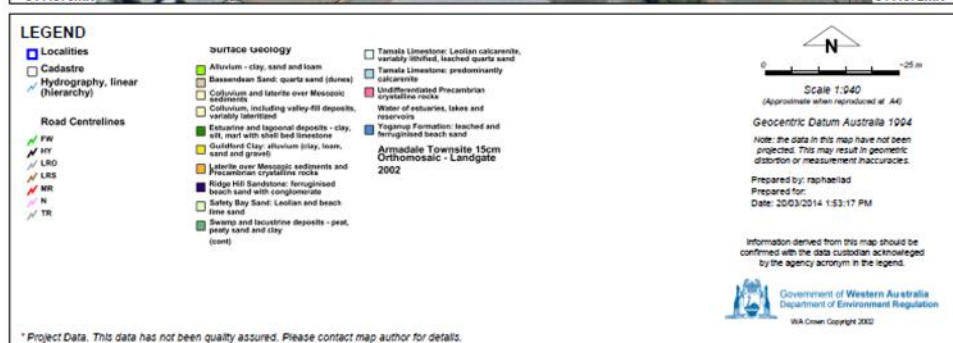 LEGEND
Localities
Cadastre
Hydrography, linear
(hierarchy)
Road Centrelines
FW
HY
LRO
LRS
MR
N
TR
Surface Geology
Alluvium - clay, sand and loam
Bassendean Sand: quartz sand (dunes)
Colluvium and laterite over Mesozoic
sediments
Colluvium, including valley-fill deposits,
variably lateritized
Estuarine and lagoonal deposits - clay,
silt, marl with shell bed limestone
Guildford Clay: alluvium (clay, loam,
sand and gravel)
Laterite over Mesozoic sediments and
Precambrian crystalline rocks
Ridge Hill Sandstone: ferruginised
beach sand with conglomerate
Safety Bay Sand: Leolian and beach
lime sand
Swamp and lacustrine deposits - peat,
peaty sand and clay
(cont)
Tamala Limestone: Leolian calcarenite,
variably lithified, leached quartz sand
Tamala Limestone: predominantly
calcarenite
Undifferentiated Precambrian
crystalline rocks
Water of estuaries, lakes and
reservoirs
Yoganup Formation: leached and
ferruginised beach sand
Armadale Townsite 15cm
Orthomosaic - Landgate
2002
N
0 ~25 m
Scale 1:940
(Approximate when reproduced at A4)
Geocentric Datum Australia 1994
Note: the data in this map have not been
projected. This may result in geometric
distortion or measurement inaccuracies.
Prepared by: raphaellad
Prepared for:
Date: 20/03/2014 1:53:17 PM
Information derived from this map should be
confirmed with the data custodian acknowleged
by the agency acronym in the legend.
Government of Western Australia
Department of Environment Regulation
WA Crown Copyright 2002
* Project Data. This data has not been quality assured. Please contact map author for details.